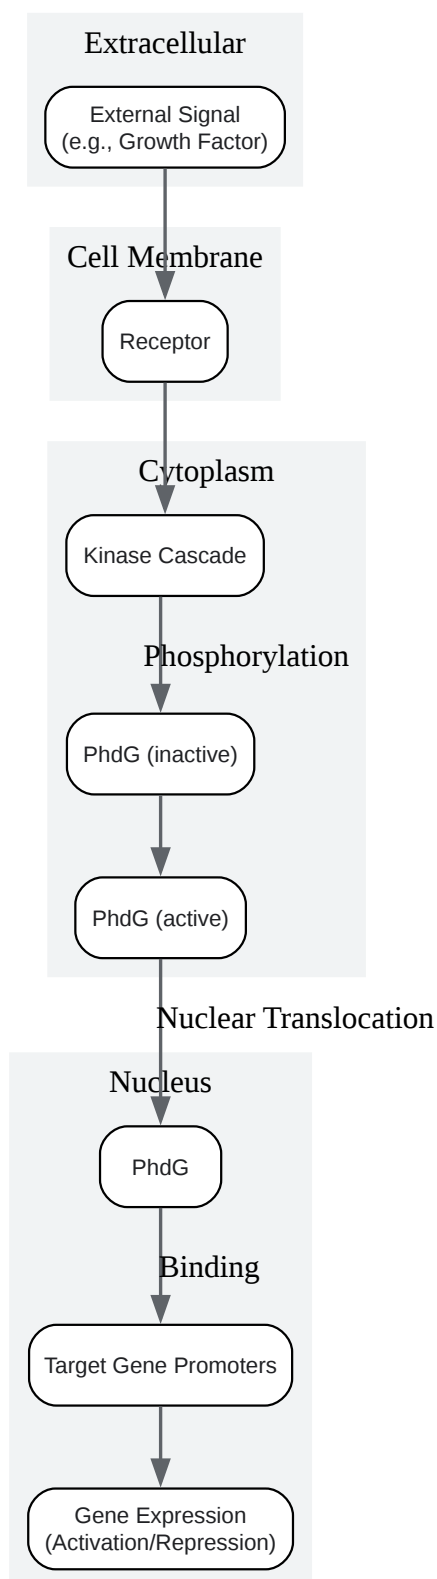 Extracellular
External Signal
(e.g., Growth Factor)
Cell Membrane
Receptor
Cytoplasm
Kinase Cascade
Phosphorylation
PhdG (inactive)
PhdG (active)
Nuclear Translocation
Nucleus
PhdG
Binding
Target Gene Promoters
Gene Expression
(Activation/Repression)